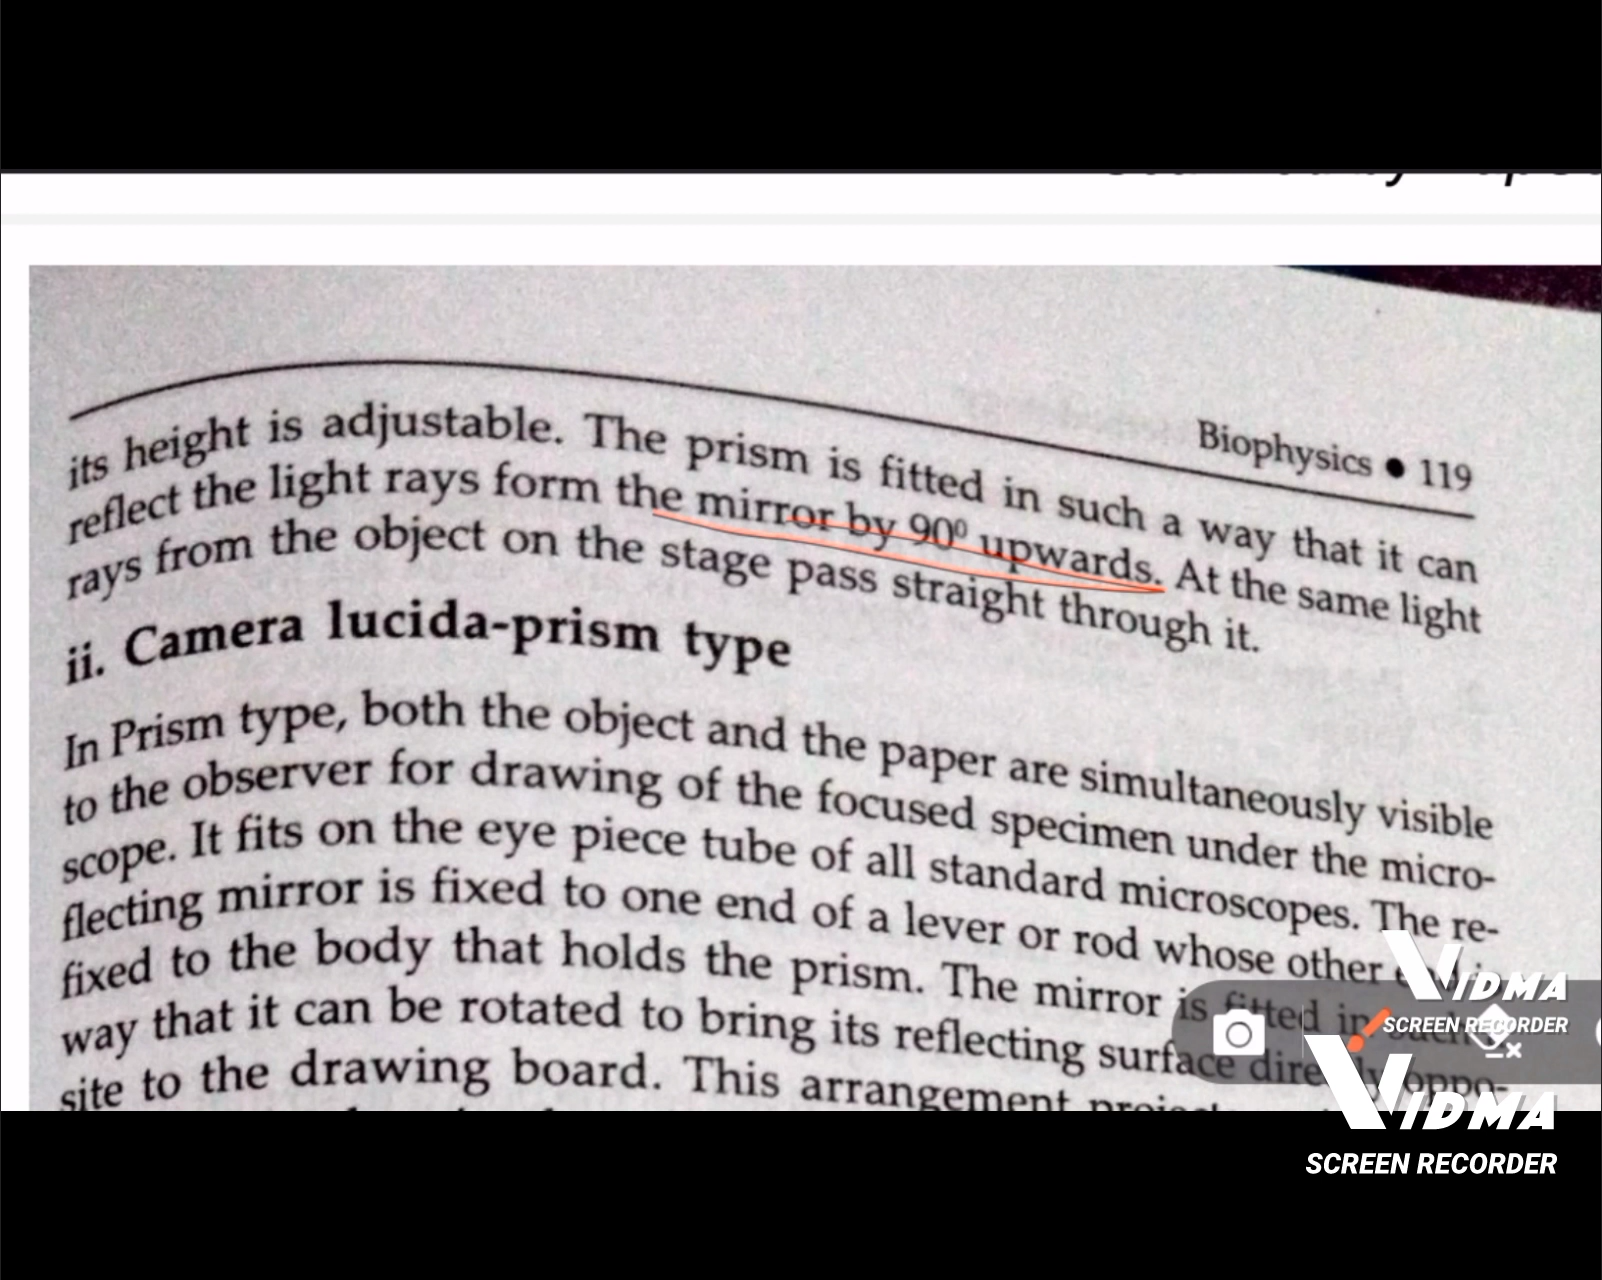 Biophysics ● 119
its height is adjustable. The prism is fitted in such a way that it can
reflect the light rays form the mirror by 90⁰ upwards. At the same light
rays from the object on the stage pass straight through it.
ii. Camera lucida-prism type
In Prism type, both the object and the paper are simultaneously visible
to the observer for drawing of the focused specimen under the micro-
scope. It fits on the eye piece tube of all standard microscopes. The re-
flecting mirror is fixed to one end of a lever or rod whose other
fixed to the body that holds the prism. The mirror is fitted in such
way that it can be rotated to bring its reflecting surface directly oppo-
site to the drawing board. This arrangement
VIDMA
SCREEN RECORDER
VIDMA
SCREEN RECORDER